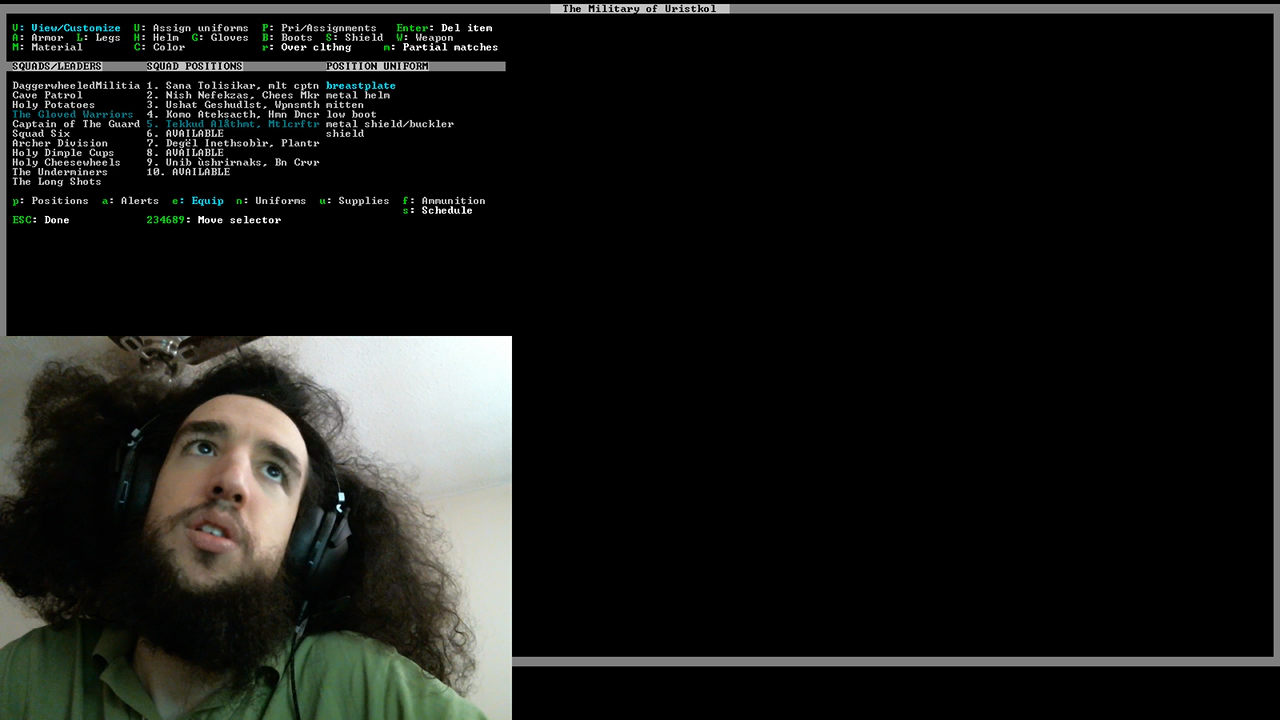 The Military of Uristkol
V: View/Customize U: Assign uniforms P: Pri/Assignments Enter: Del item
A: Armor L: Legs H: Helm G: Gloves B: Boots S: Shield W: Weapon
M: Material C: Color r: Over clthng m: Partial matches
SQUADS/LEADERS SQUAD POSITIONS POSITION UNIFORM
DaggerwheeledMilitia 1. Sana Tolisikar, mlt cptn breastplate
Cave Patrol 2. Nish Nefekzas, Chees Mkr metal helm
Holy Potatoes 3. Ushat Geshudlst, Wpnsmth mitten
The Gloved Warriors 4. Komo Ateksacth, Hmn Dncr low boot
Captain of The Guard 5. Tekkud Alåthmt, Mtlcrftr metal shield/buckler
Squad Six 6. AVAILABLE shield
Archer Division 7. Degël Inethsobìr, Plantr
Holy Dimple Cups 8. AVAILABLE
Holy Cheesewheels 9. Unib ùshrirnaks, Bn Crvr
The Underminers 10. AVAILABLE
The Long Shots
p: Positions a: Alerts e: Equip n: Uniforms u: Supplies f: Ammunition
s: Schedule
ESC: Done 234689: Move selector